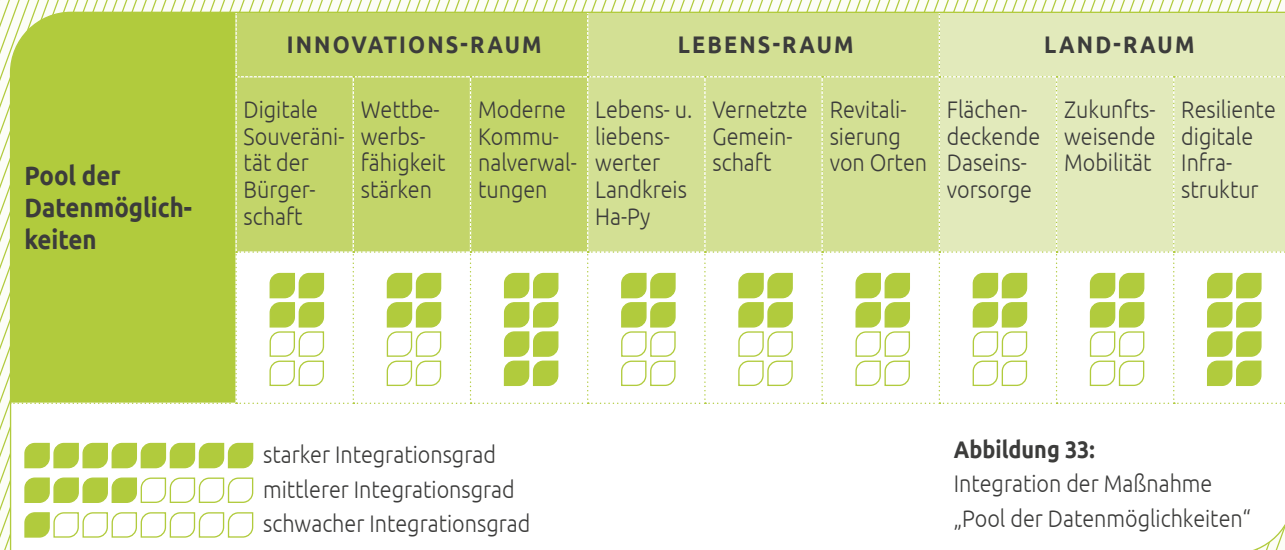 INNOVATIONS-RAUM
LEBENS-RAUM
LAND-RAUM
Pool der
Datenmöglich-
keiten
Digitale
Souveräni-
tät der
Bürger-
schaft
Wettbe-
werbs-
fähigkeit
stärken
Moderne
Kommu-
nalverwal-
tungen
Lebens- u.
liebens-
werter
Landkreis
Ha-Py
Vernetzte
Gemein-
schaft
Revitali-
sierung
von Orten
Flächen-
deckende
Daseins-
vorsorge
Zukunfts-
weisende
Mobilität
Resiliente
digitale
Infra-
struktur
starker Integrationsgrad
mittlerer Integrationsgrad
schwacher Integrationsgrad
Abbildung 33:
Integration der Maßnahme
„Pool der Datenmöglichkeiten“